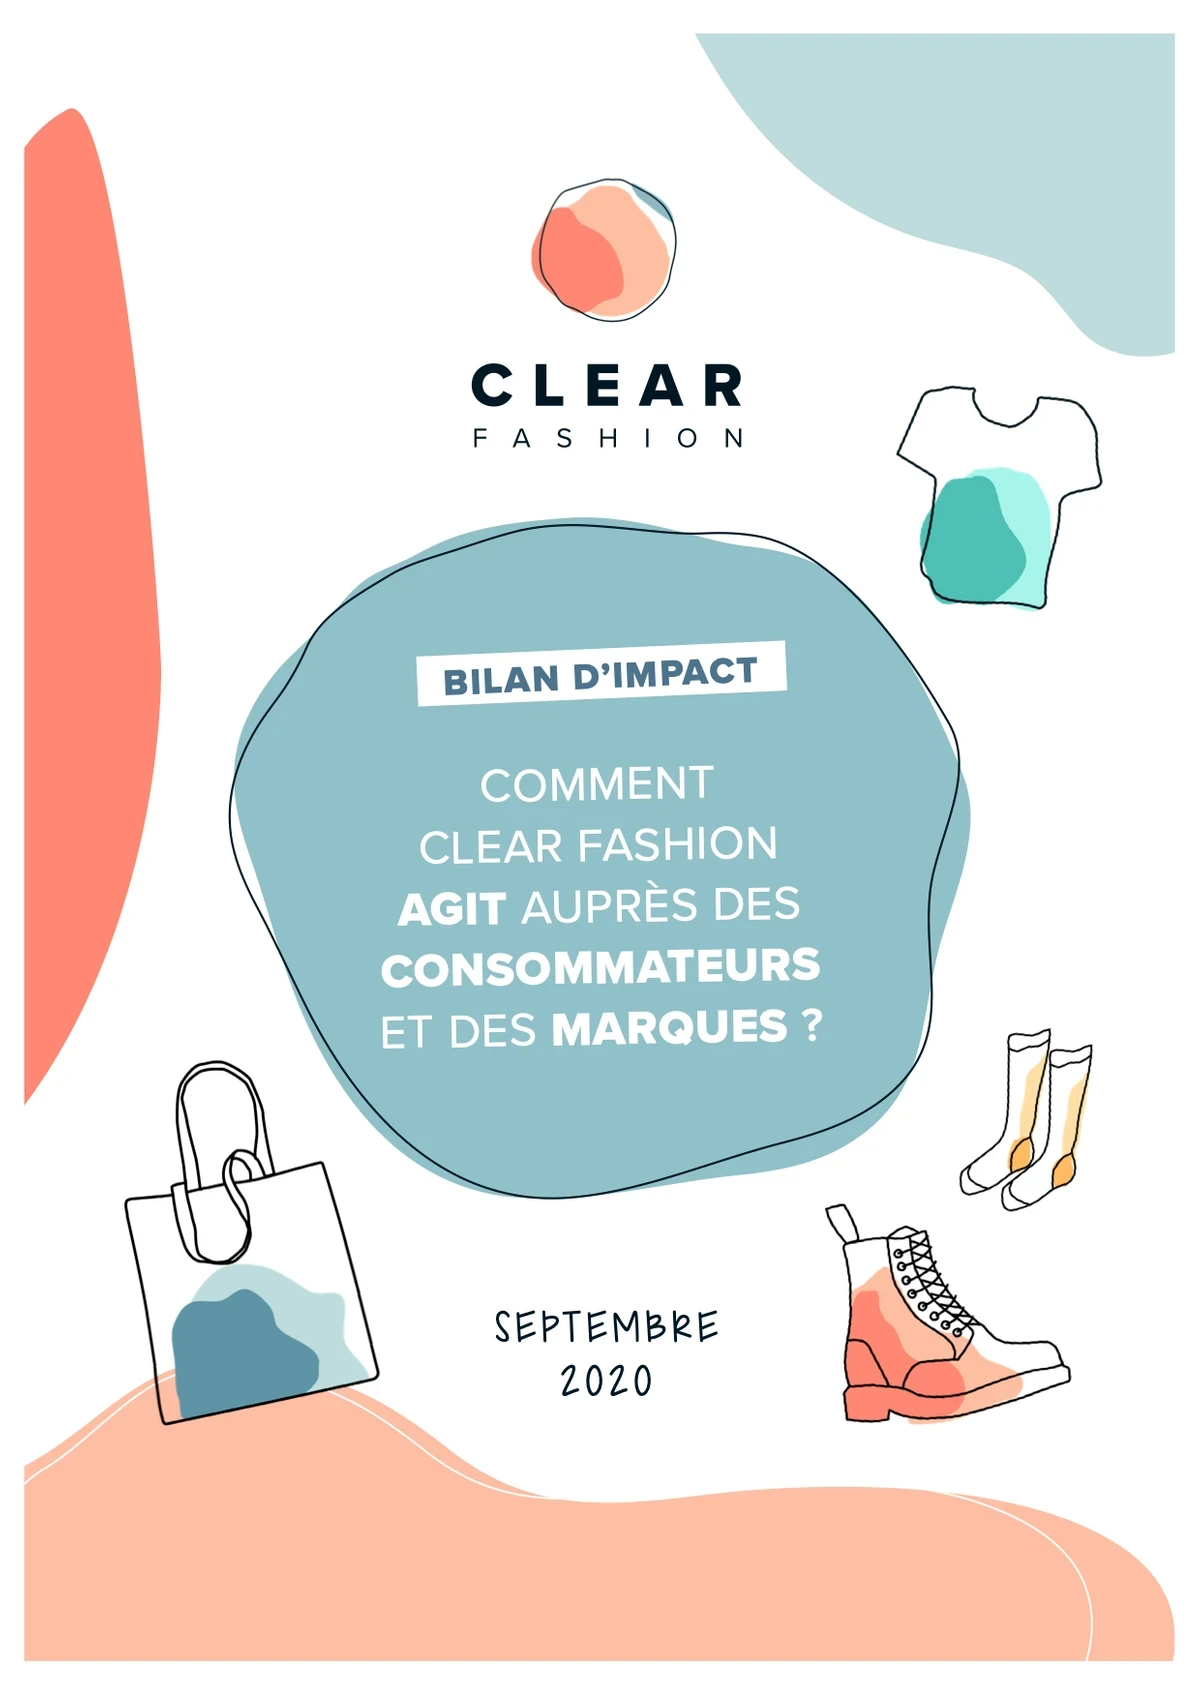 CLEAR
FASHION
BILAN D’IMPACT
COMMENT
CLEAR FASHION
AGIT AUPRÈS DES
CONSOMMATEURS
ET DES MARQUES ?
SEPTEMBRE
2020